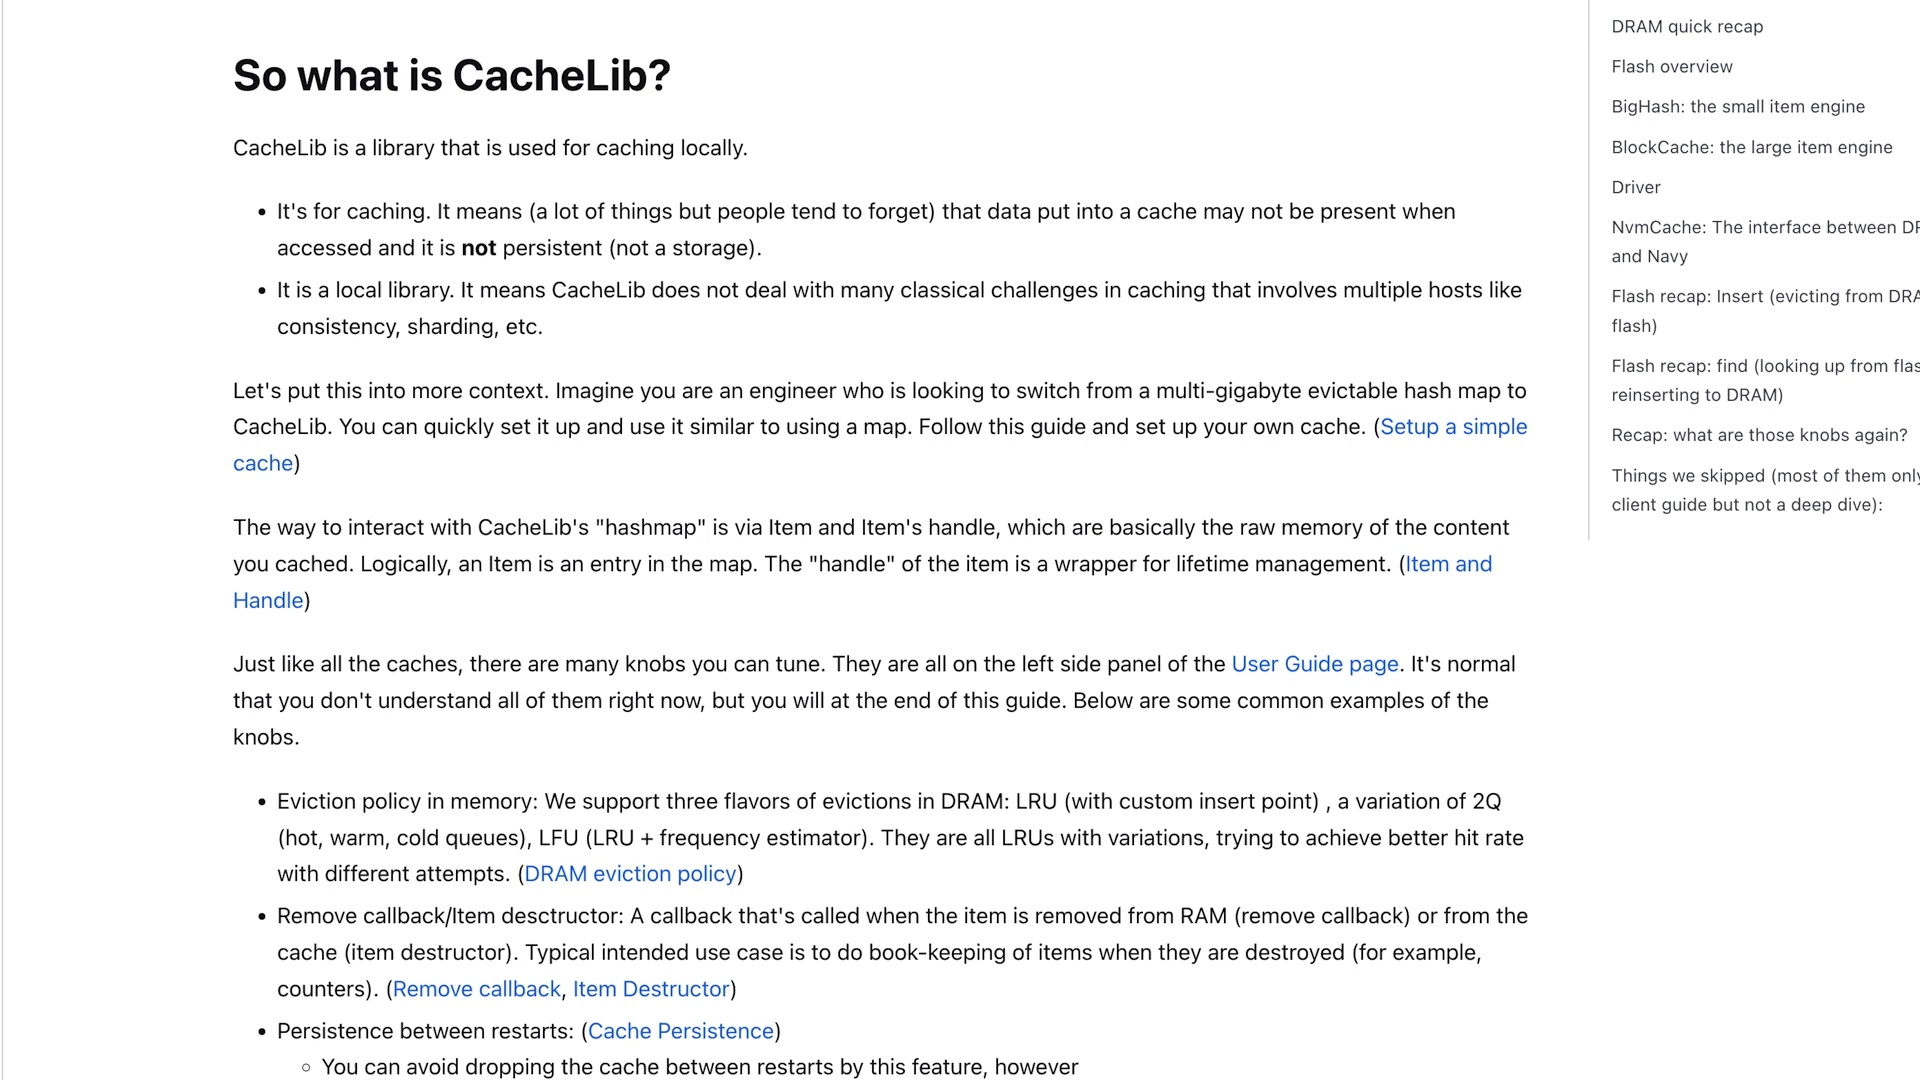 So what is CacheLib?
CacheLib is a library that is used for caching locally.
It's for caching. It means (a lot of things but people tend to forget) that data put into a cache may not be present when
accessed and it is not persistent (not a storage).
It is a local library. It means CacheLib does not deal with many classical challenges in caching that involves multiple hosts like
consistency, sharding, etc.
Let's put this into more context. Imagine you are an engineer who is looking to switch from a multi-gigabyte evictable hash map to
CacheLib. You can quickly set it up and use it similar to using a map. Follow this guide and set up your own cache. (Setup a simple
cache)
The way to interact with CacheLib's "hashmap" is via Item and Item's handle, which are basically the raw memory of the content
you cached. Logically, an Item is an entry in the map. The "handle" of the item is a wrapper for lifetime management. (Item and
Handle)
Just like all the caches, there are many knobs you can tune. They are all on the left side panel of the User Guide page. It's normal
that you don't understand all of them right now, but you will at the end of this guide. Below are some common examples of the
knobs.
Eviction policy in memory: We support three flavors of evictions in DRAM: LRU (with custom insert point) , a variation of 2Q
(hot, warm, cold queues), LFU (LRU + frequency estimator). They are all LRUs with variations, trying to achieve better hit rate
with different attempts. (DRAM eviction policy)
Remove callback/Item desctructor: A callback that's called when the item is removed from RAM (remove callback) or from the
cache (item destructor). Typical intended use case is to do book-keeping of items when they are destroyed (for example,
counters). (Remove callback, Item Destructor)
Persistence between restarts: (Cache Persistence)
You can avoid dropping the cache between restarts by this feature, however
DRAM quick recap
Flash overview
BigHash: the small item engine
BlockCache: the large item engine
Driver
NvmCache: The interface between
and Navy
Flash recap: Insert (evicting from
flash)
Flash recap: find (looking up from
reinserting to DRAM)
Recap: what are those knobs again?
Things we skipped (most of them only
client guide but not a deep dive):